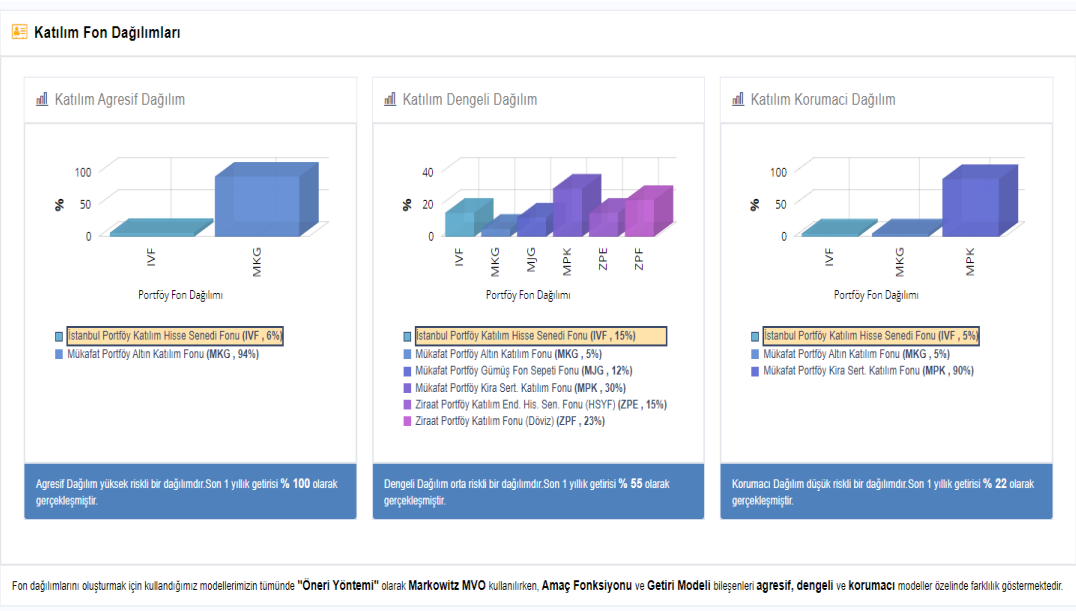 Katılım Fon Dağılımları
Katılım Agresif Dağılım
100
50
0
%
IVF
MKG
Portföy Fon Dağılımı
İstanbul Portföy Katılım Hisse Senedi Fonu (IVF , 6%)
Mükafat Portföy Altın Katılım Fonu (MKG , 94%)
Agresif Dağılım yüksek riskli bir dağılımdır.Son 1 yıllık getirisi % 100 olarak
gerçekleşmiştir.
Katılım Dengeli Dağılım
40
20
0
%
IVF
MKG
MJG
MPK
ZPE
ZPF
Portföy Fon Dağılımı
İstanbul Portföy Katılım Hisse Senedi Fonu (IVF , 15%)
Mükafat Portföy Altın Katılım Fonu (MKG , 5%)
Mükafat Portföy Gümüş Fon Sepeti Fonu (MJG , 12%)
Mükafat Portföy Kira Sert. Katılım Fonu (MPK , 30%)
Ziraat Portföy Katılım End. His. Sen. Fonu (HSYF) (ZPE , 15%)
Ziraat Portföy Katılım Fonu (Döviz) (ZPF , 23%)
Dengeli Dağılım orta riskli bir dağılımdır.Son 1 yıllık getirisi % 55 olarak
gerçekleşmiştir.
Katılım Korumaci Dağılım
100
50
0
%
IVF
MKG
MPK
Portföy Fon Dağılımı
İstanbul Portföy Katılım Hisse Senedi Fonu (IVF , 5%)
Mükafat Portföy Altın Katılım Fonu (MKG , 5%)
Mükafat Portföy Kira Sert. Katılım Fonu (MPK , 90%)
Korumacı Dağılım düşük riskli bir dağılımdır.Son 1 yıllık getirisi % 22 olarak
gerçekleşmiştir.
Fon dağılımlarını oluşturmak için kullandığımız modellerimizin tümünde "Öneri Yöntemi" olarak Markowitz MVO kullanılırken, Amaç Fonksiyonu ve Getiri Modeli bileşenleri agresif, dengeli ve korumacı modeller özelinde farklılık göstermektedir.